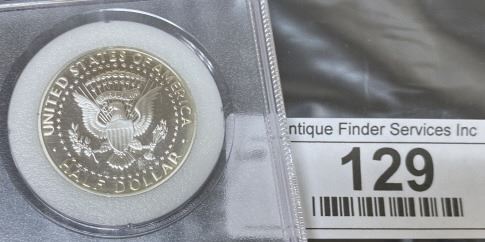 UNITED STATES OF AMERICA
HALF DOLLAR
ntique Finder Services Inc
129